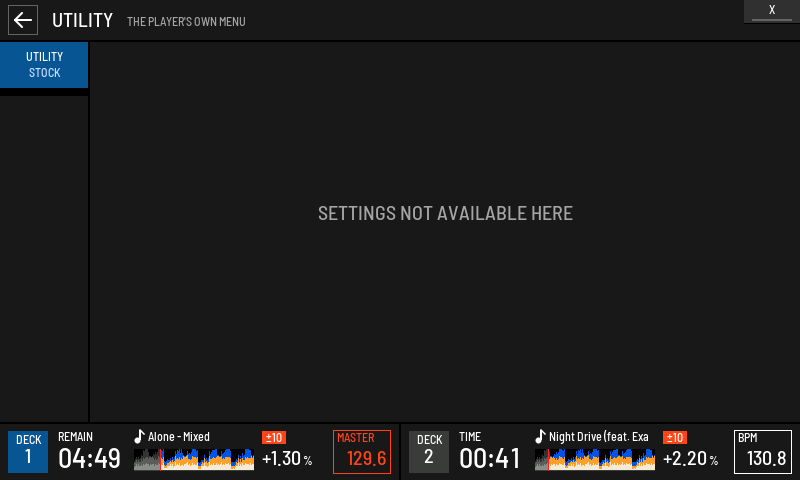 UTILITY
THE PLAYER'S OWN MENU
X
UTILITY
STOCK
SETTINGS NOT AVAILABLE HERE
DECK
1
REMAIN
04:49
Alone - Mixed
±10
+1.30 %
MASTER
129.6
DECK
2
TIME
00:41
Night Drive (feat. Exa
±10
+2.20 %
BPM
130.8